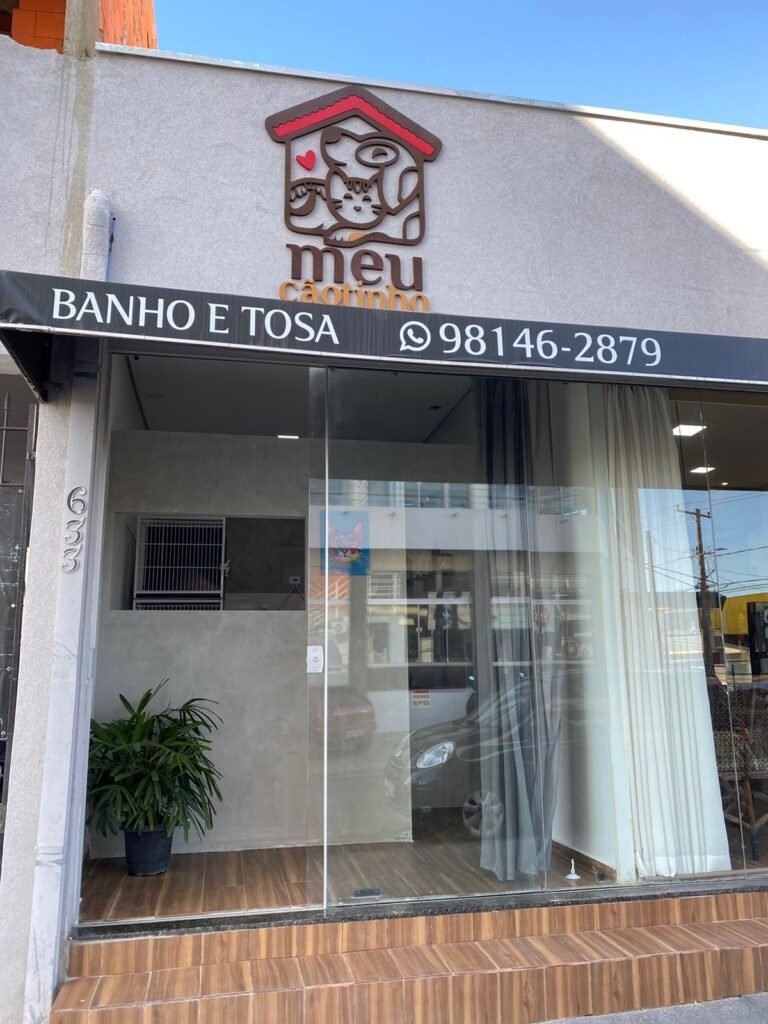 meu
cãotinho
BANHO E TOSA 98146-2879
633